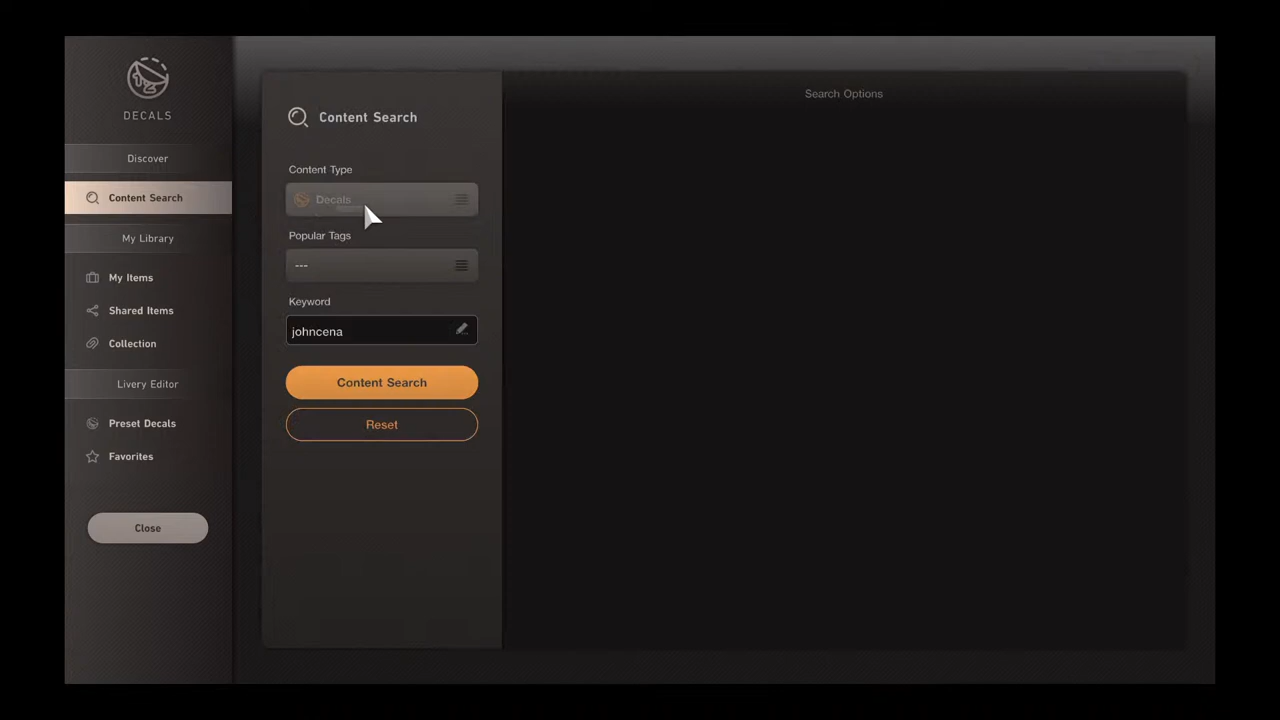 DECALS
Discover
Content Search
My Library
My Items
Shared Items
Collection
Livery Editor
Preset Decals
Favorites
Close
Content Search
Content Type
Decals
Popular Tags
---
Keyword
johncena
Content Search
Reset
Search Options